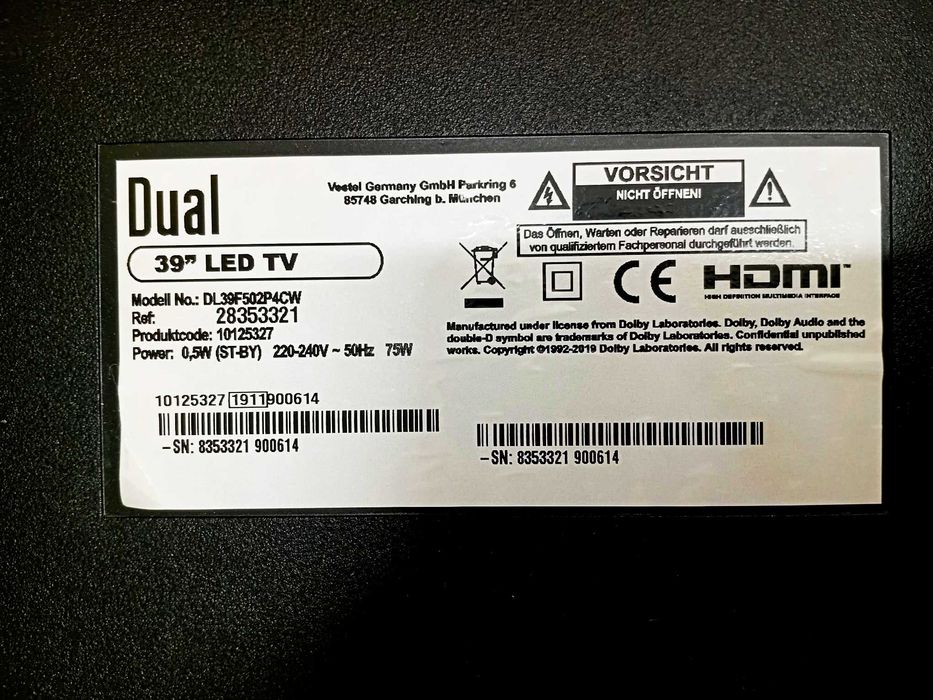 Dual
39" LED TV
Modell No.: DL39F502P4CW
Ref: 28353321
Produktcode: 10125327
Power: 0,5W (ST-BY) 220-240V ~ 50Hz 75W
Vestel Germany GmbH Parkring 6
85748 Garching b. München
VORSICHT
NICHT ÖFFNEN!
Das Öffnen, Warten oder Reparieren darf ausschließlich
von qualifiziertem Fachpersonal durchgeführt werden.
CE
HDMI™
HIGH DEFINITION MULTIMEDIA INTERFACE
Manufactured under license from Dolby Laboratories. Dolby, Dolby Audio and the
double-D symbol are trademarks of Dolby Laboratories. Confidential unpublished
works. Copyright ©1992-2019 Dolby Laboratories. All rights reserved.
10125327 1911 900614
-SN: 8353321 900614
-SN: 8353321 900614